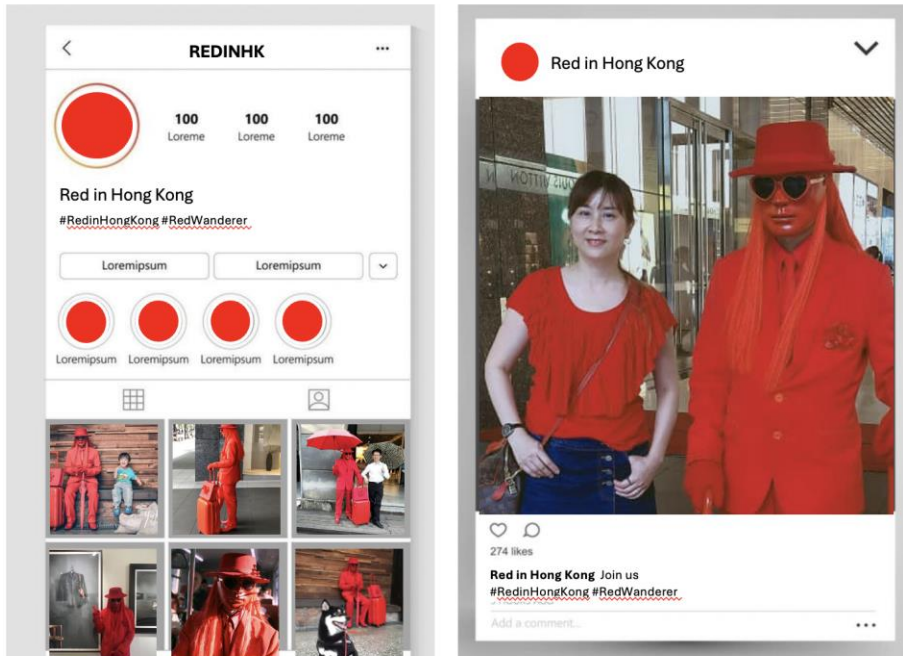 REDINHK
100 100 100
Loreme Loreme Loreme
Red in Hong Kong
#RedinHongKong #RedWanderer
Loremipsum Loremipsum
Loremipsum Loremipsum Loremipsum Loremipsum
Red in Hong Kong
274 likes
Red in Hong Kong Join us
#RedinHongKong #RedWanderer
Add a comment...